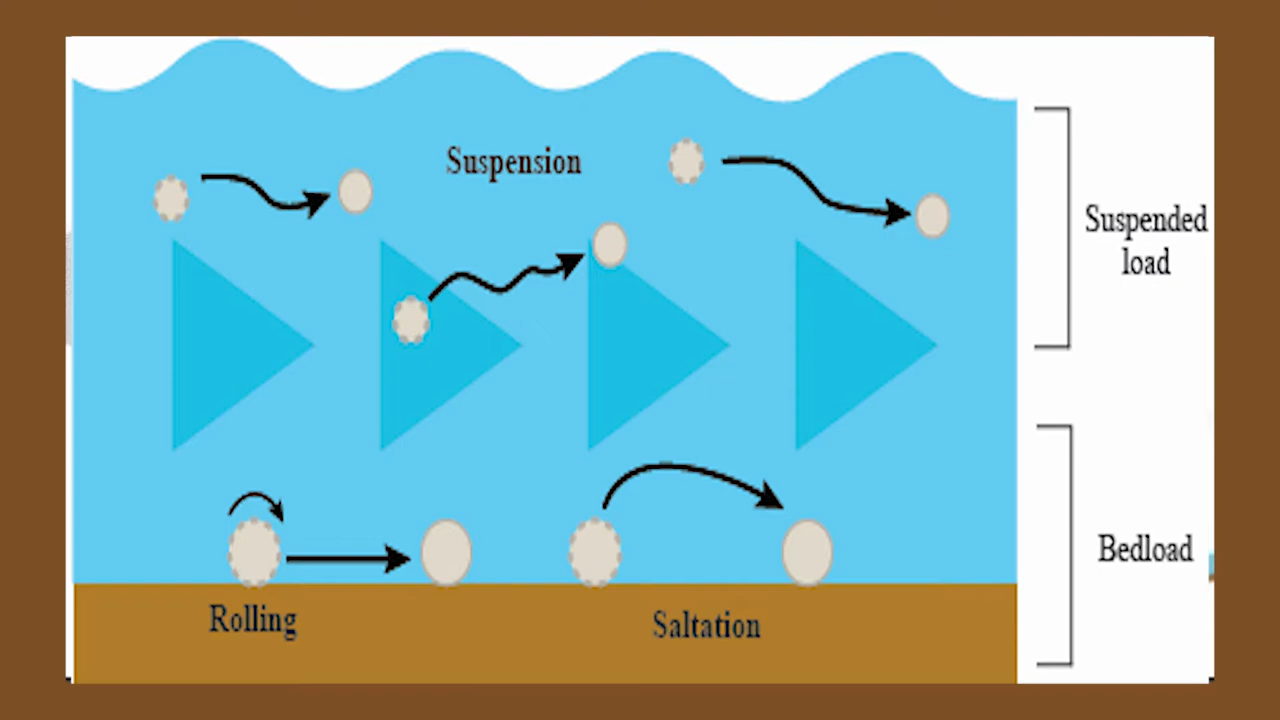 Suspension
Suspended
load
Bedload
Rolling
Saltation